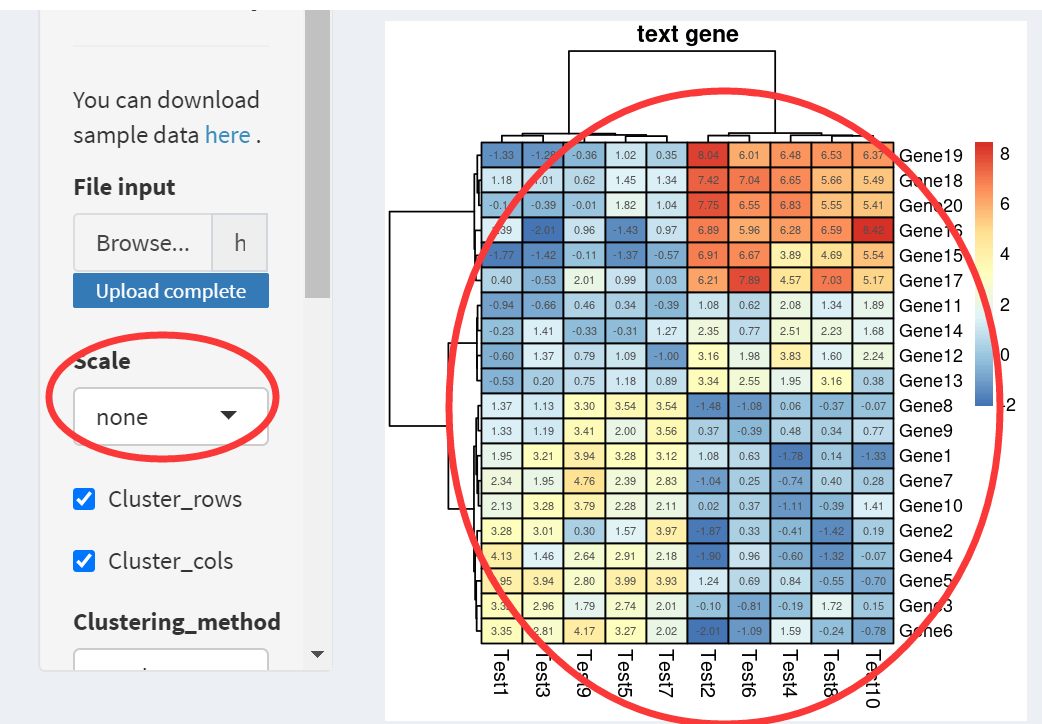 You can download
sample data here .
File input
Browse... h
Upload complete
Scale
none
Cluster_rows
Cluster_cols
Clustering_method
text gene
-1.33 -1.28 -0.36 1.02 0.35 8.04 6.01 6.48 6.53 6.37 Gene19
1.18 1.01 0.62 1.45 1.34 7.42 7.04 6.65 5.66 5.49 Gene18
-0.39 -0.01 1.82 1.04 7.75 6.55 6.83 5.55 5.41 Gene20
-2.01 0.96 -1.43 0.97 6.89 5.96 6.28 6.59 8.42 Gene16
-1.77 -1.42 -0.11 -1.37 -0.57 6.91 6.67 3.89 4.69 5.54 Gene15
0.40 -0.53 2.01 0.99 0.03 6.21 7.89 4.57 7.03 5.17 Gene17
-0.94 -0.66 0.46 0.34 -0.39 1.08 0.62 2.08 1.34 1.89 Gene11
-0.23 1.41 -0.33 -0.31 1.27 2.35 0.77 2.51 2.23 1.68 Gene14
-0.60 1.37 0.79 1.09 -1.00 3.16 1.98 3.83 1.60 2.24 Gene12
-0.53 0.20 0.75 1.18 0.89 3.34 2.55 1.95 3.16 0.38 Gene13
1.37 1.13 3.30 3.54 3.54 -1.48 -1.08 0.06 -0.37 -0.07 Gene8
1.33 1.19 3.41 2.00 3.56 0.37 -0.39 0.48 0.34 0.77 Gene9
1.95 3.21 3.94 3.28 3.12 1.08 0.63 -1.78 0.14 -1.33 Gene1
2.34 1.95 4.76 2.39 2.83 -1.04 0.25 -0.74 0.40 0.28 Gene7
2.13 3.28 3.79 2.28 2.11 0.02 0.37 -1.11 -0.39 1.41 Gene10
3.28 3.01 0.30 1.57 3.97 -1.87 0.33 -0.41 -1.42 0.19 Gene2
4.13 1.46 2.64 2.91 2.18 -1.90 0.96 -0.60 -1.32 -0.07 Gene4
3.94 2.80 3.99 3.93 1.24 0.69 0.84 -0.55 -0.70 Gene5
2.96 1.79 2.74 2.01 -0.10 -0.81 -0.19 1.72 0.15 Gene3
3.35 2.81 4.17 3.27 2.02 -2.01 -1.09 1.59 -0.24 -0.78 Gene6
Test1 Test3 Test9 Test5 Test7 Test2 Test6 Test4 Test8 Test10
8
6
4
2
0
-2